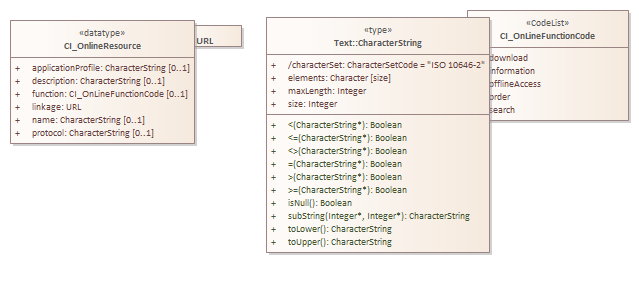 «datatype»
CI_OnlineResource
+ applicationProfile: CharacterString [0..1]
+ description: CharacterString [0..1]
+ function: CI_OnlineFunctionCode [0..1]
+ linkage: URL
+ name: CharacterString [0..1]
+ protocol: CharacterString [0..1]
URL
«type»
Text::CharacterString
+ /characterSet: CharacterSetCode = "ISO 10646-2"
+ elements: Character [size]
+ maxLength: Integer
+ size: Integer
+ <(CharacterString*): Boolean
+ <=(CharacterString*): Boolean
+ <>(CharacterString*): Boolean
+ =(CharacterString*): Boolean
+ >(CharacterString*): Boolean
+ >=(CharacterString*): Boolean
+ isNull(): Boolean
+ subString(Integer*, Integer*): CharacterString
+ toLower(): CharacterString
+ toUpper(): CharacterString
«CodeList»
CI_OnlineFunctionCode
download
information
offlineAccess
order
search